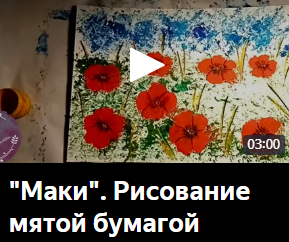 03:00
"Маки". Рисование
мятой бумагой